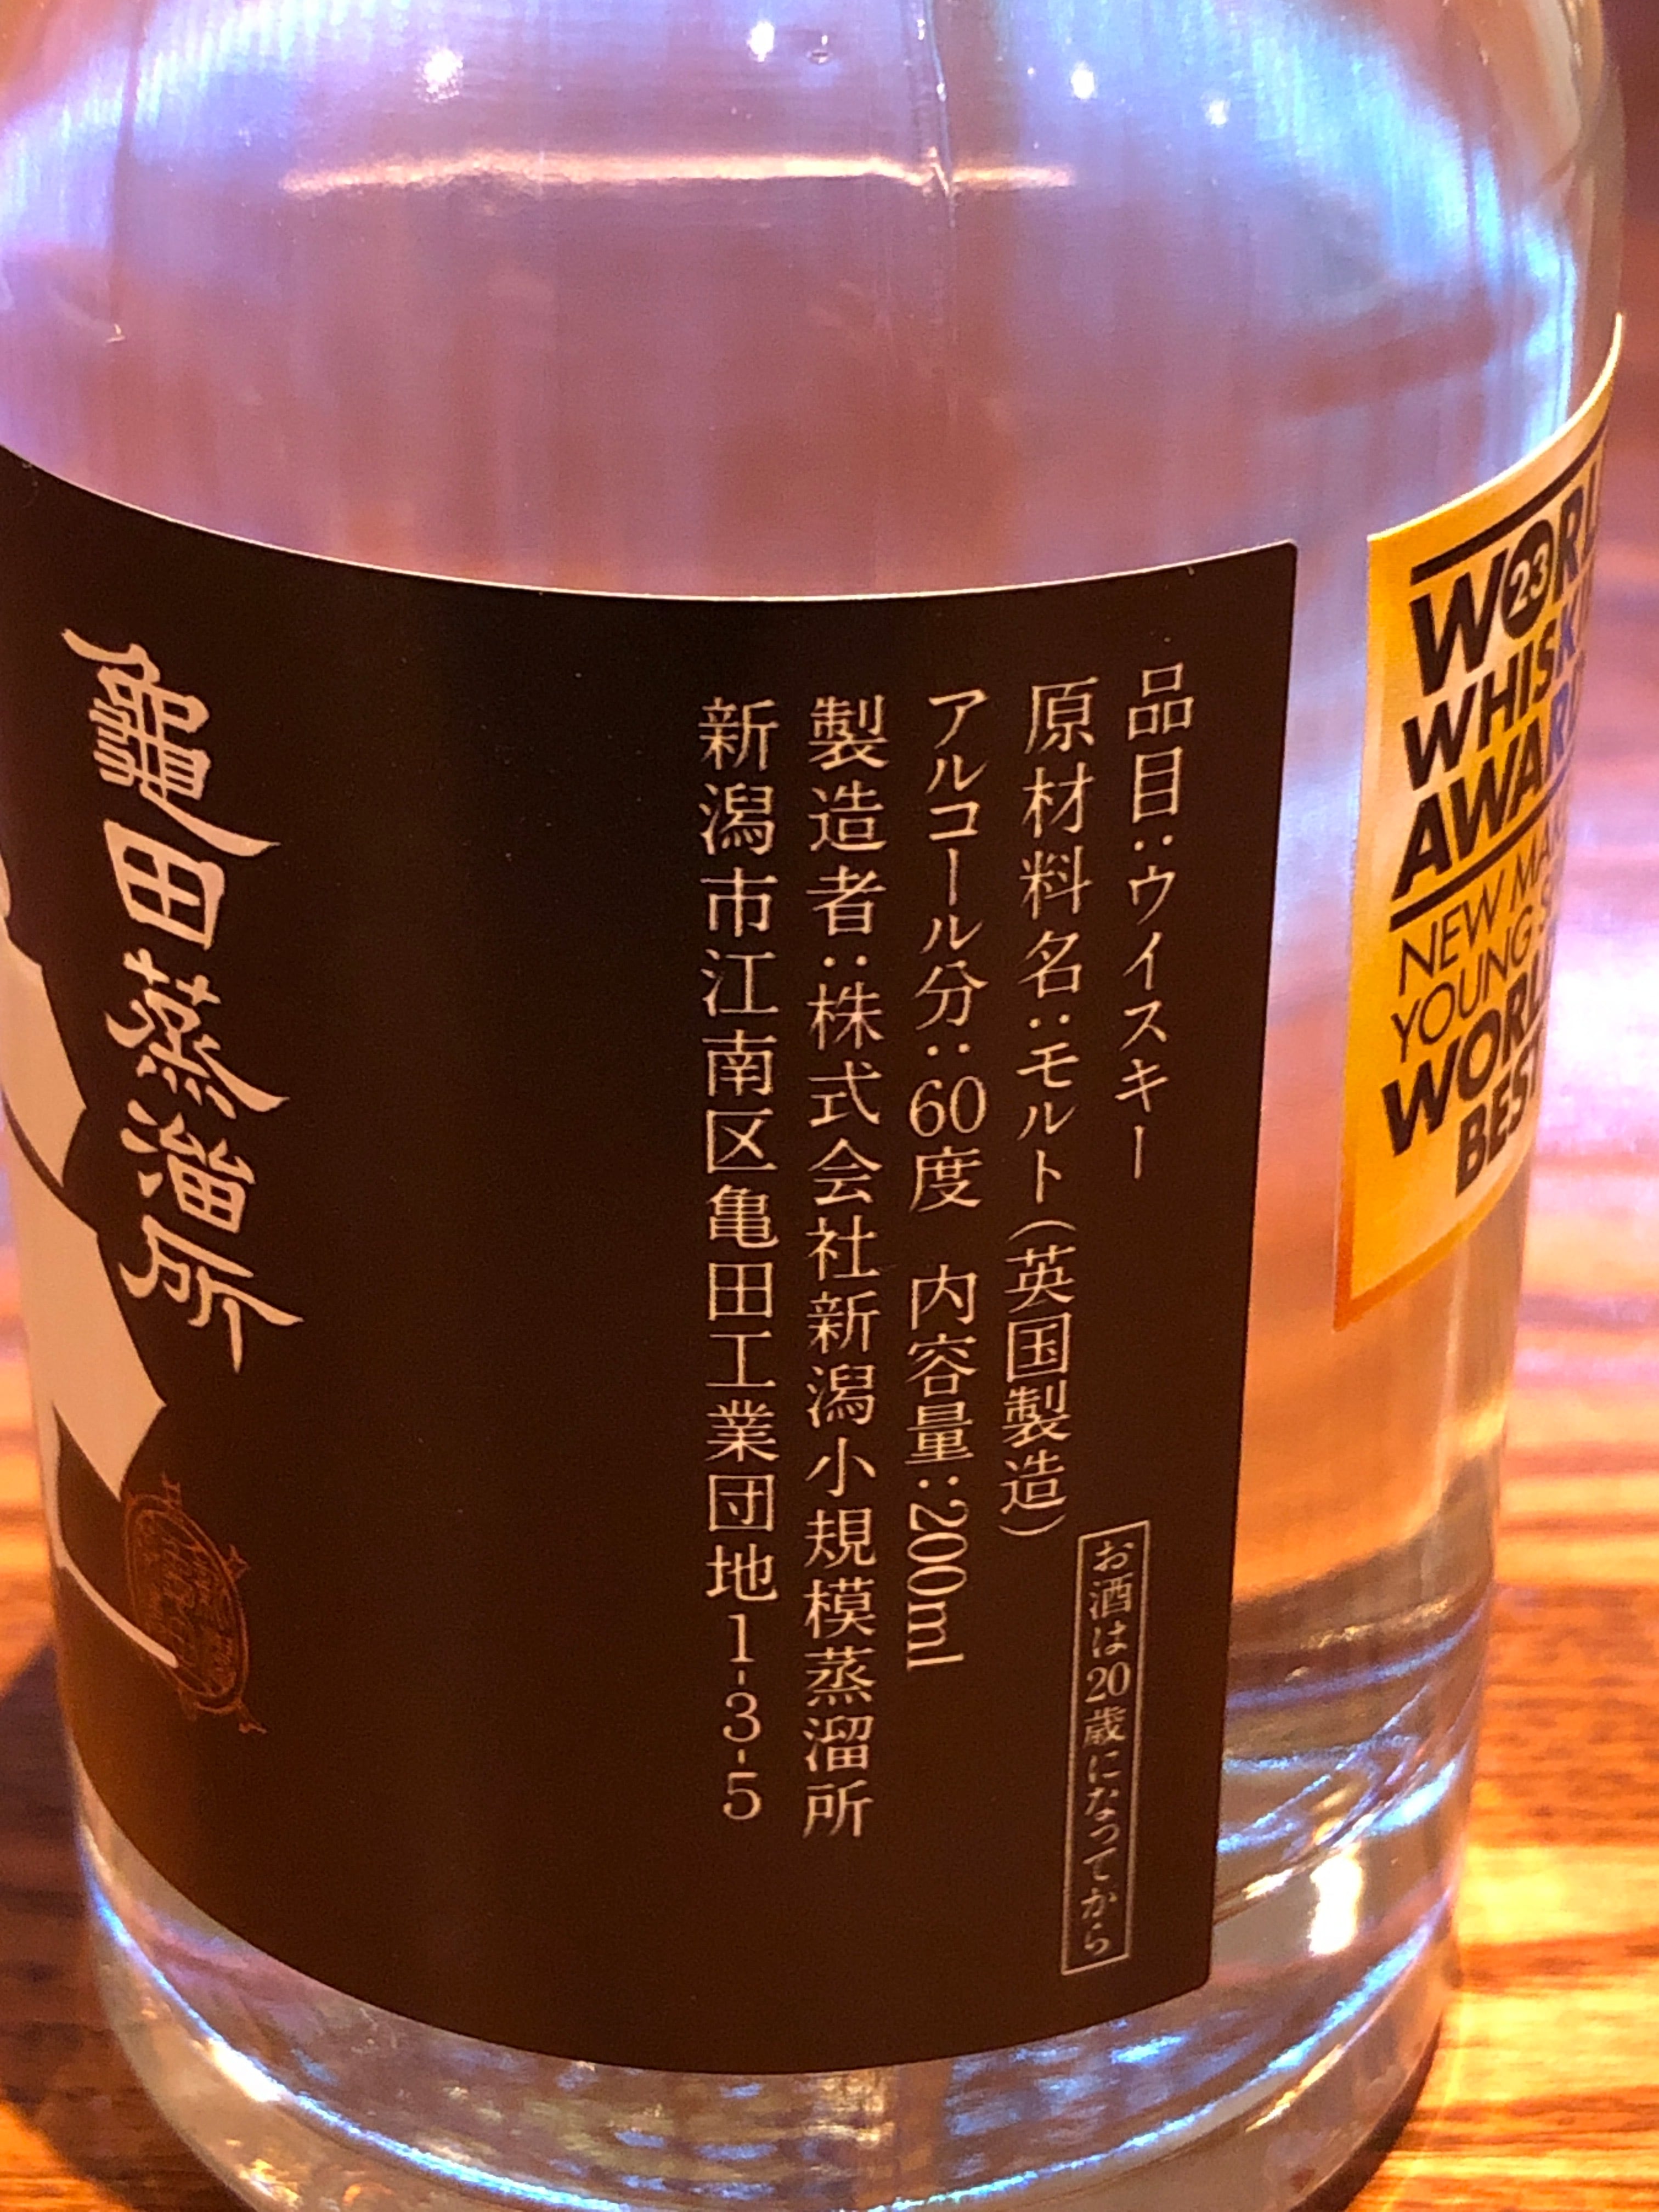 品目：ウイスキー
原材料名：モルト（英国製造）
アルコール分：60度　内容量：200ml
製造者：株式会社新潟小規模蒸溜所
新潟市江南区亀田工業団地1-3-5
お酒は20歳になってから
龜田蒸溜所
23
WORL
WHISK
AWAR
NEW MA
YOUNG S
WORL
BEST